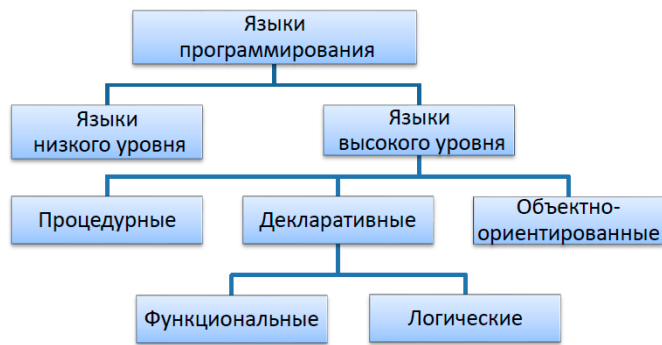 Языки
программирования
Языки
низкого уровня
Языки
высокого уровня
Процедурные
Декларативные
Объектно-
ориентированные
Функциональные
Логические